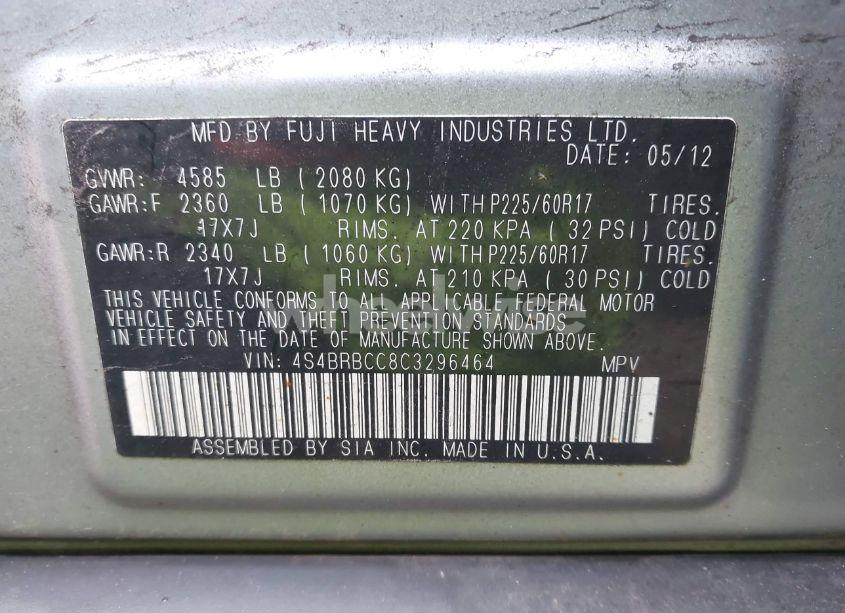 MFD BY FUJI HEAVY INDUSTRIES LTD.
DATE: 05/12
GVWR: 4585 LB ( 2080 KG)
GAWR:F 2360 LB ( 1070 KG) WITH P225/60R17 TIRES.
17X7J RIMS. AT 220 KPA ( 32 PSI) COLD
GAWR:R 2340 LB ( 1060 KG) WITH P225/60R17 TIRES.
17X7J RIMS. AT 210 KPA ( 30 PSI) COLD
THIS VEHICLE CONFORMS TO ALL APPLICABLE FEDERAL MOTOR
VEHICLE SAFETY AND THEFT PREVENTION STANDARDS
IN EFFECT ON THE DATE OF MANUFACTURE SHOWN ABOVE.
VIN: 4S4BRBCC8C3296464 MPV
ASSEMBLED BY SIA INC. MADE IN U.S.A.